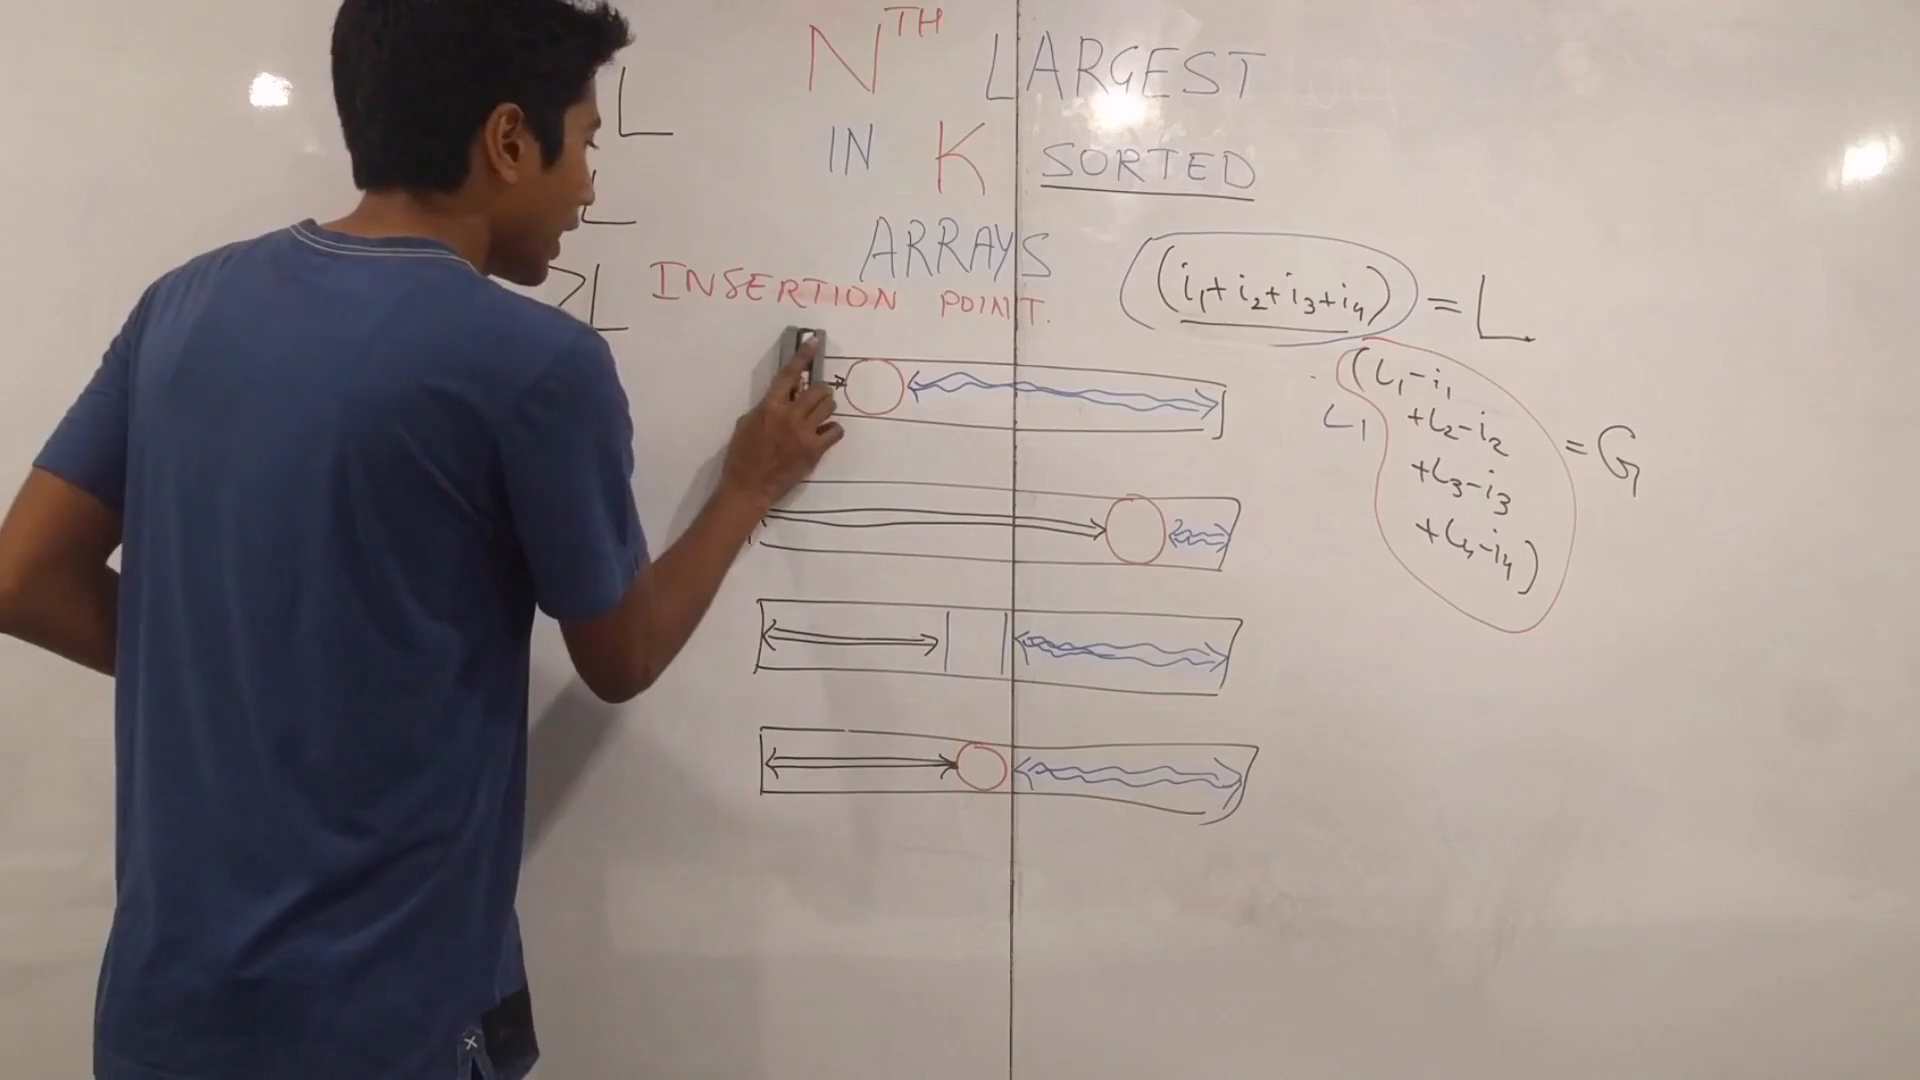 NTH LARGEST
IN K SORTED
ARRAYS
INSERTION POINT.
L
L
L
(i1+i2+i3+i4) = L
(L1-i1
+L2-i2
+L3-i3
+L4-i4)
= G
L1